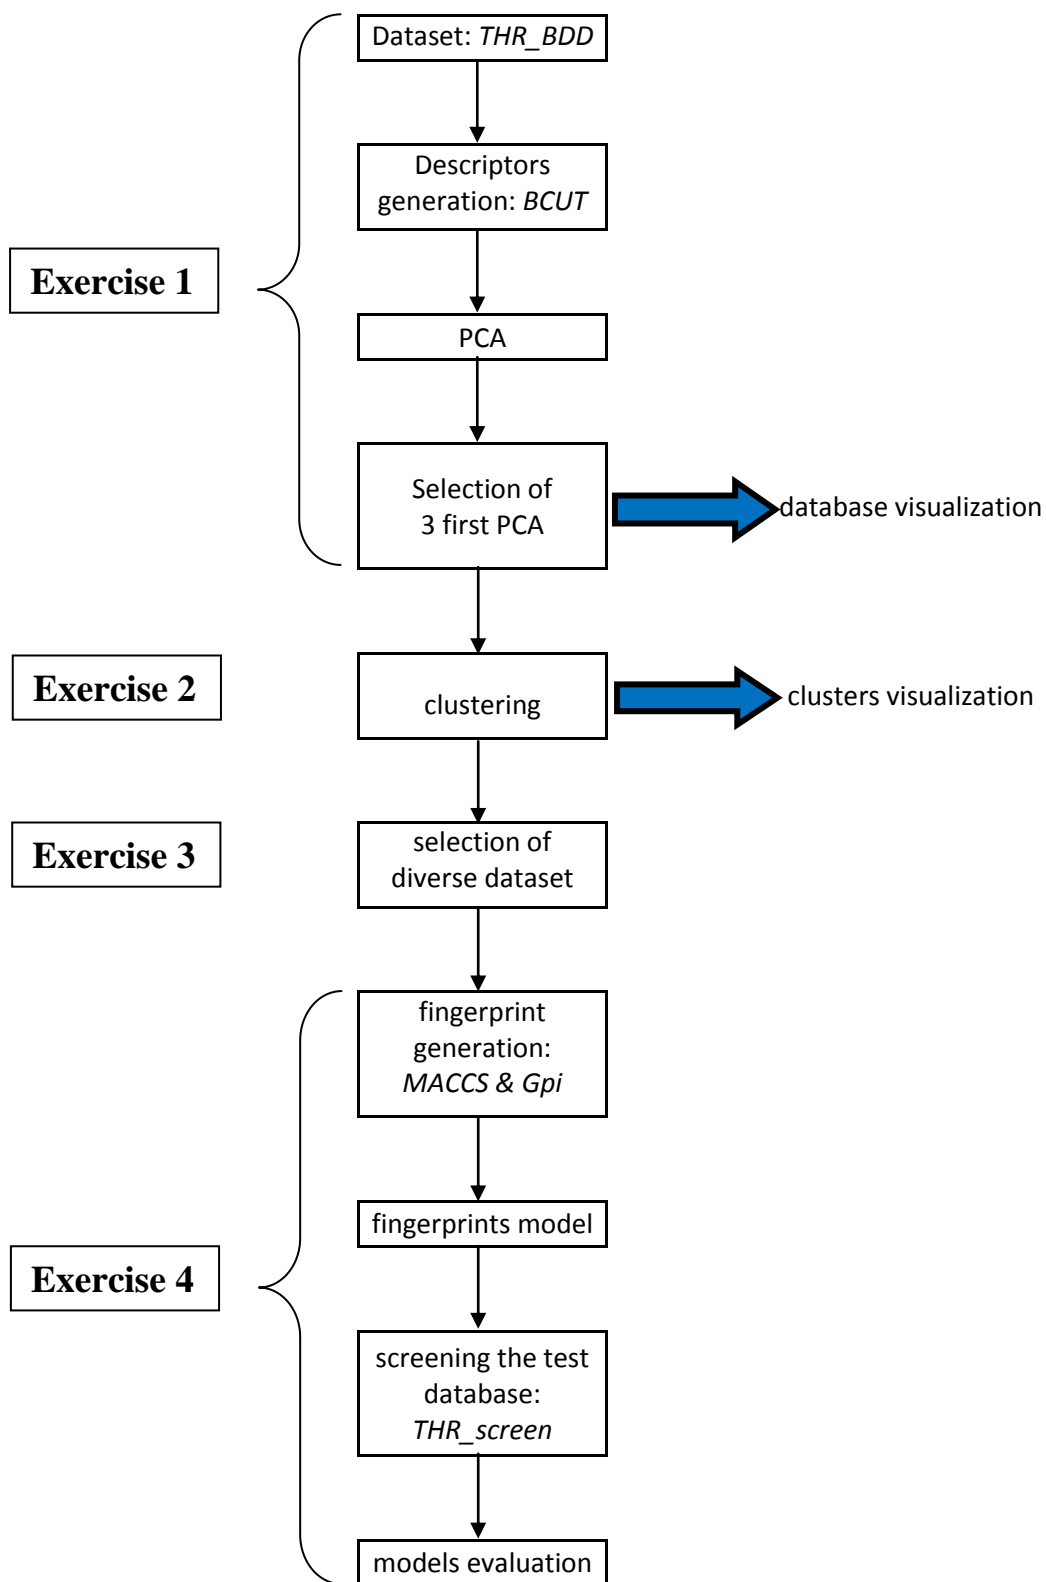 Dataset: THR_BDD
Descriptors
generation: BCUT
Exercise 1
PCA
Selection of
3 first PCA
database visualization
Exercise 2
clustering
clusters visualization
Exercise 3
selection of
diverse dataset
fingerprint
generation:
MACCS & Gpi
fingerprints model
Exercise 4
screening the test
database:
THR_screen
models evaluation